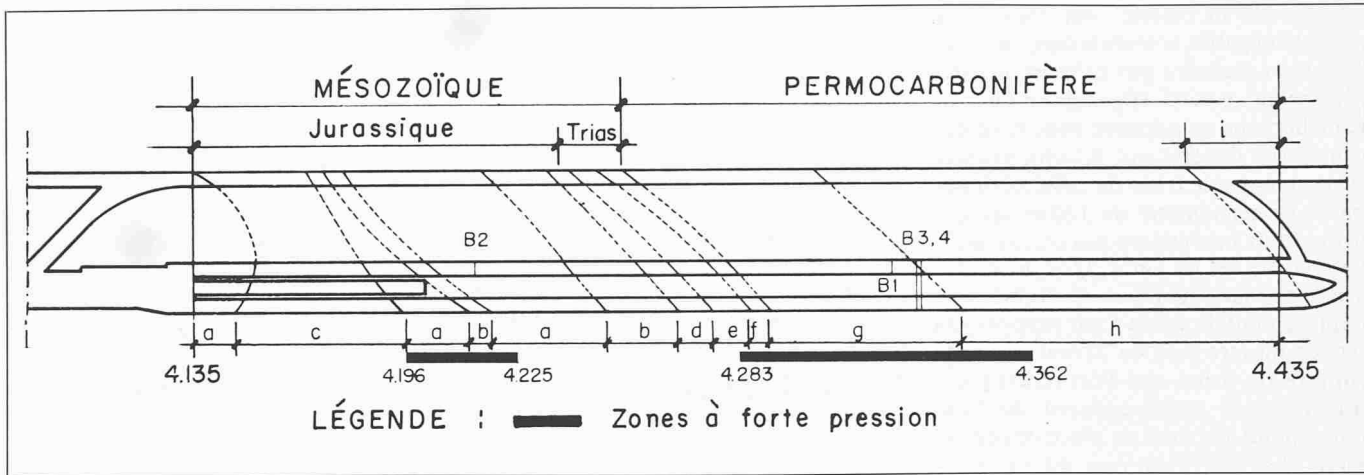 MÉSOZOÏQUE PERMOCARBONIFÈRE
Jurassique Trias i
B2 B3,4
B1
a c a b a b d e f g h
4.135 4.196 4.225 4.283 4.362 4.435
LÉGENDE : Zones à forte pression